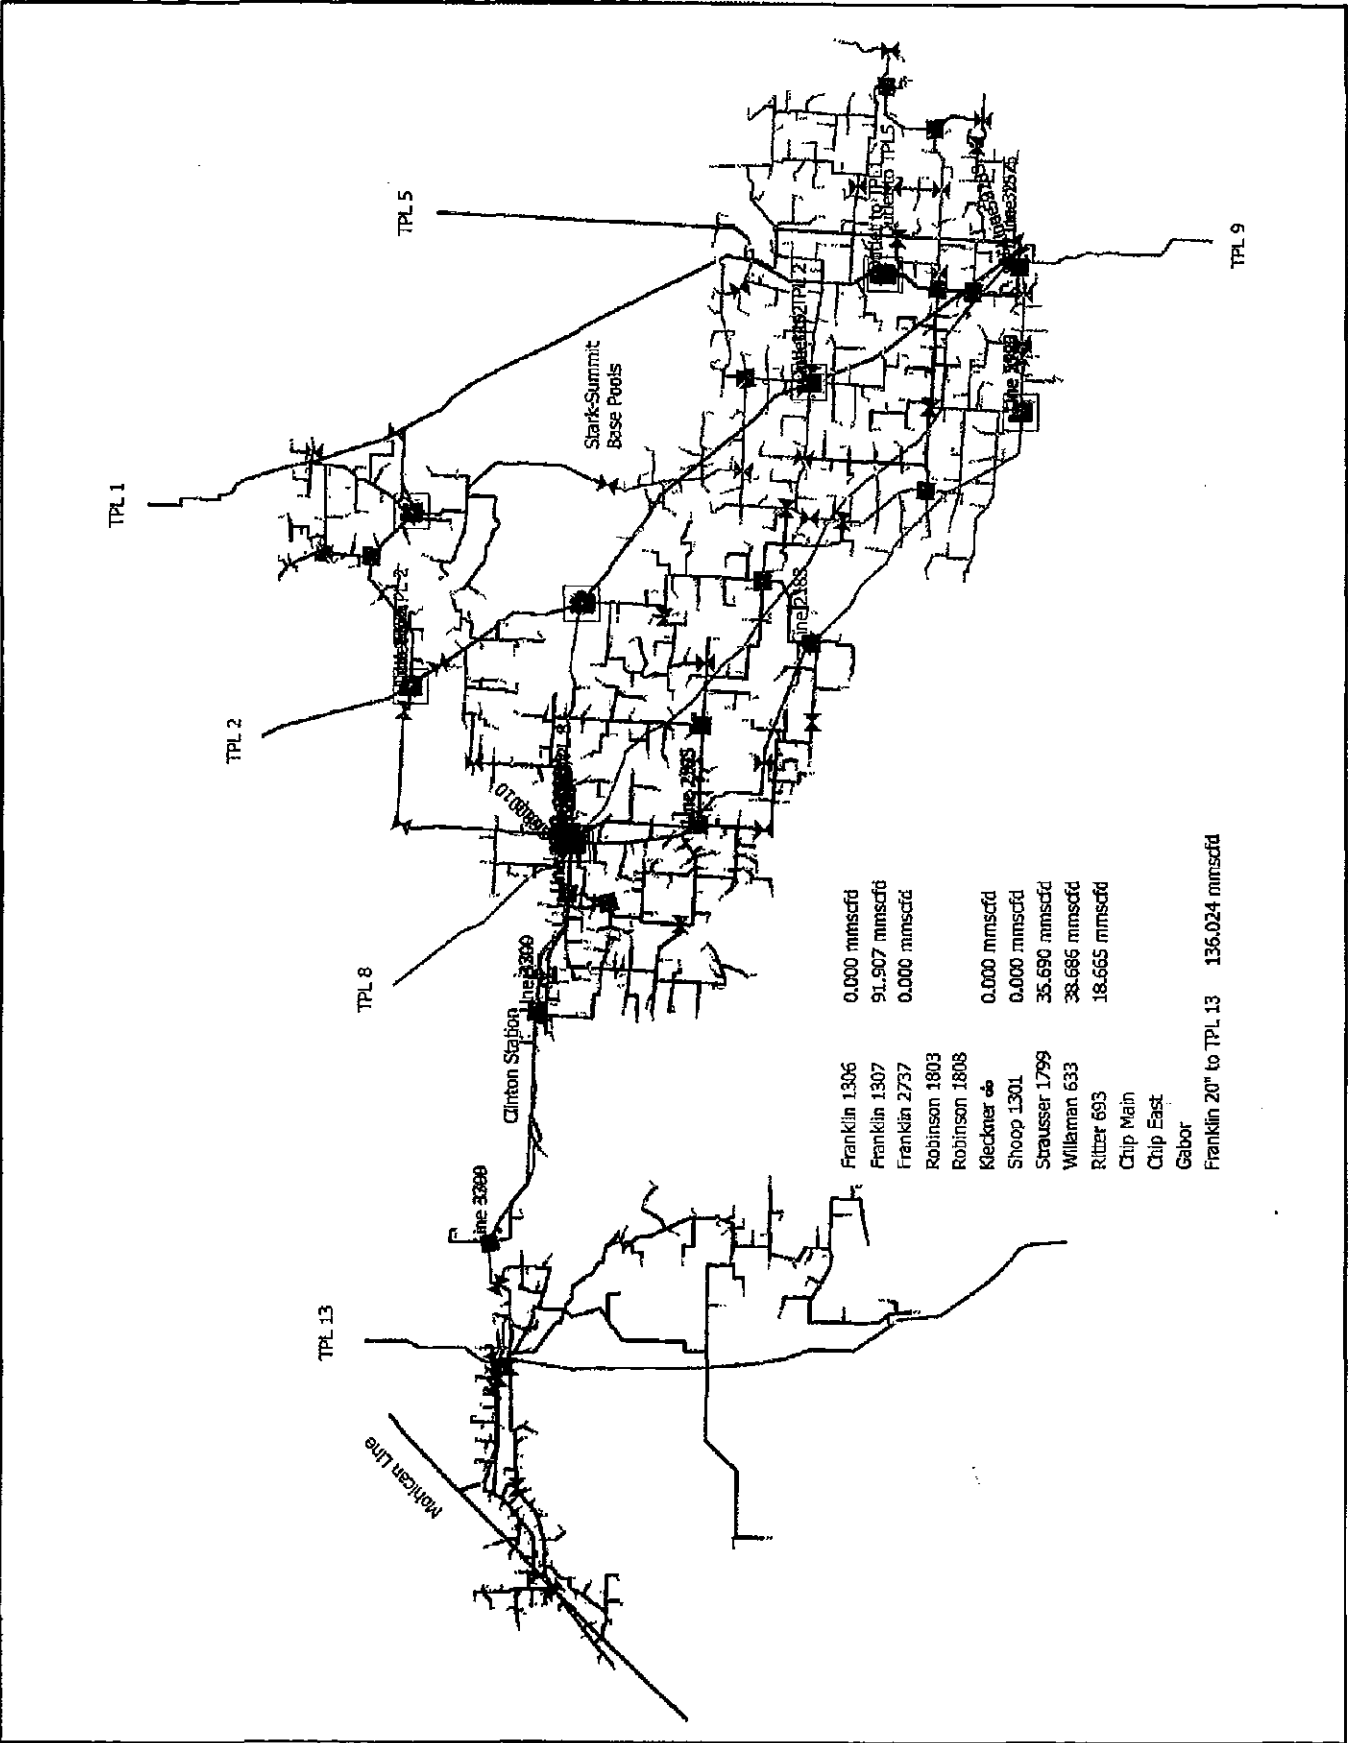 TPL 1
TPL 5
TPL 2
Stark-Summit
Base Pools
TPL 8
TPL 9
TPL 13
Mohican Line
Clinton Station
Line 2183
Franklin 1306 0.000 mmscfd
Franklin 1307 91.907 mmscfd
Franklin 2737 0.000 mmscfd
Robinson 1803
Robinson 1808
Kleckner 0.000 mmscfd
Shoop 1301 0.000 mmscfd
Strausser 1799 35.690 mmscfd
Willaman 633 38.686 mmscfd
Ritter 693 18.665 mmscfd
Chip Main
Chip East
Gabor
Franklin 20" to TPL 13 136.024 mmscfd